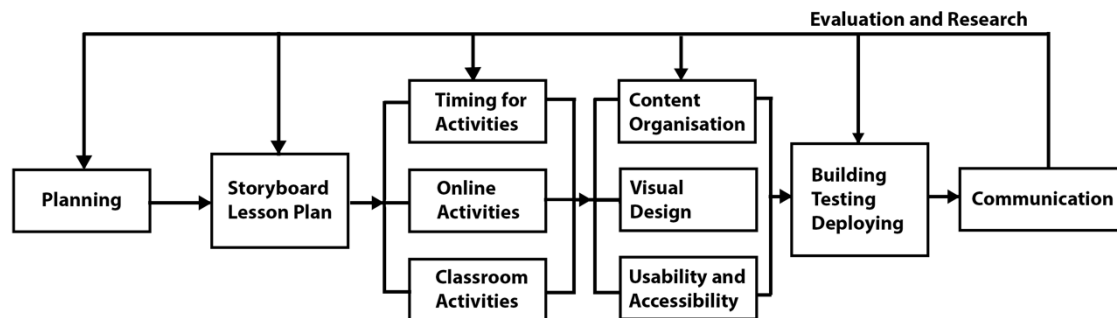 Evaluation and Research
Planning
Storyboard
Lesson Plan
Timing for
Activities
Online
Activities
Classroom
Activities
Content
Organisation
Visual
Design
Usability and
Accessibility
Building
Testing
Deploying
Communication